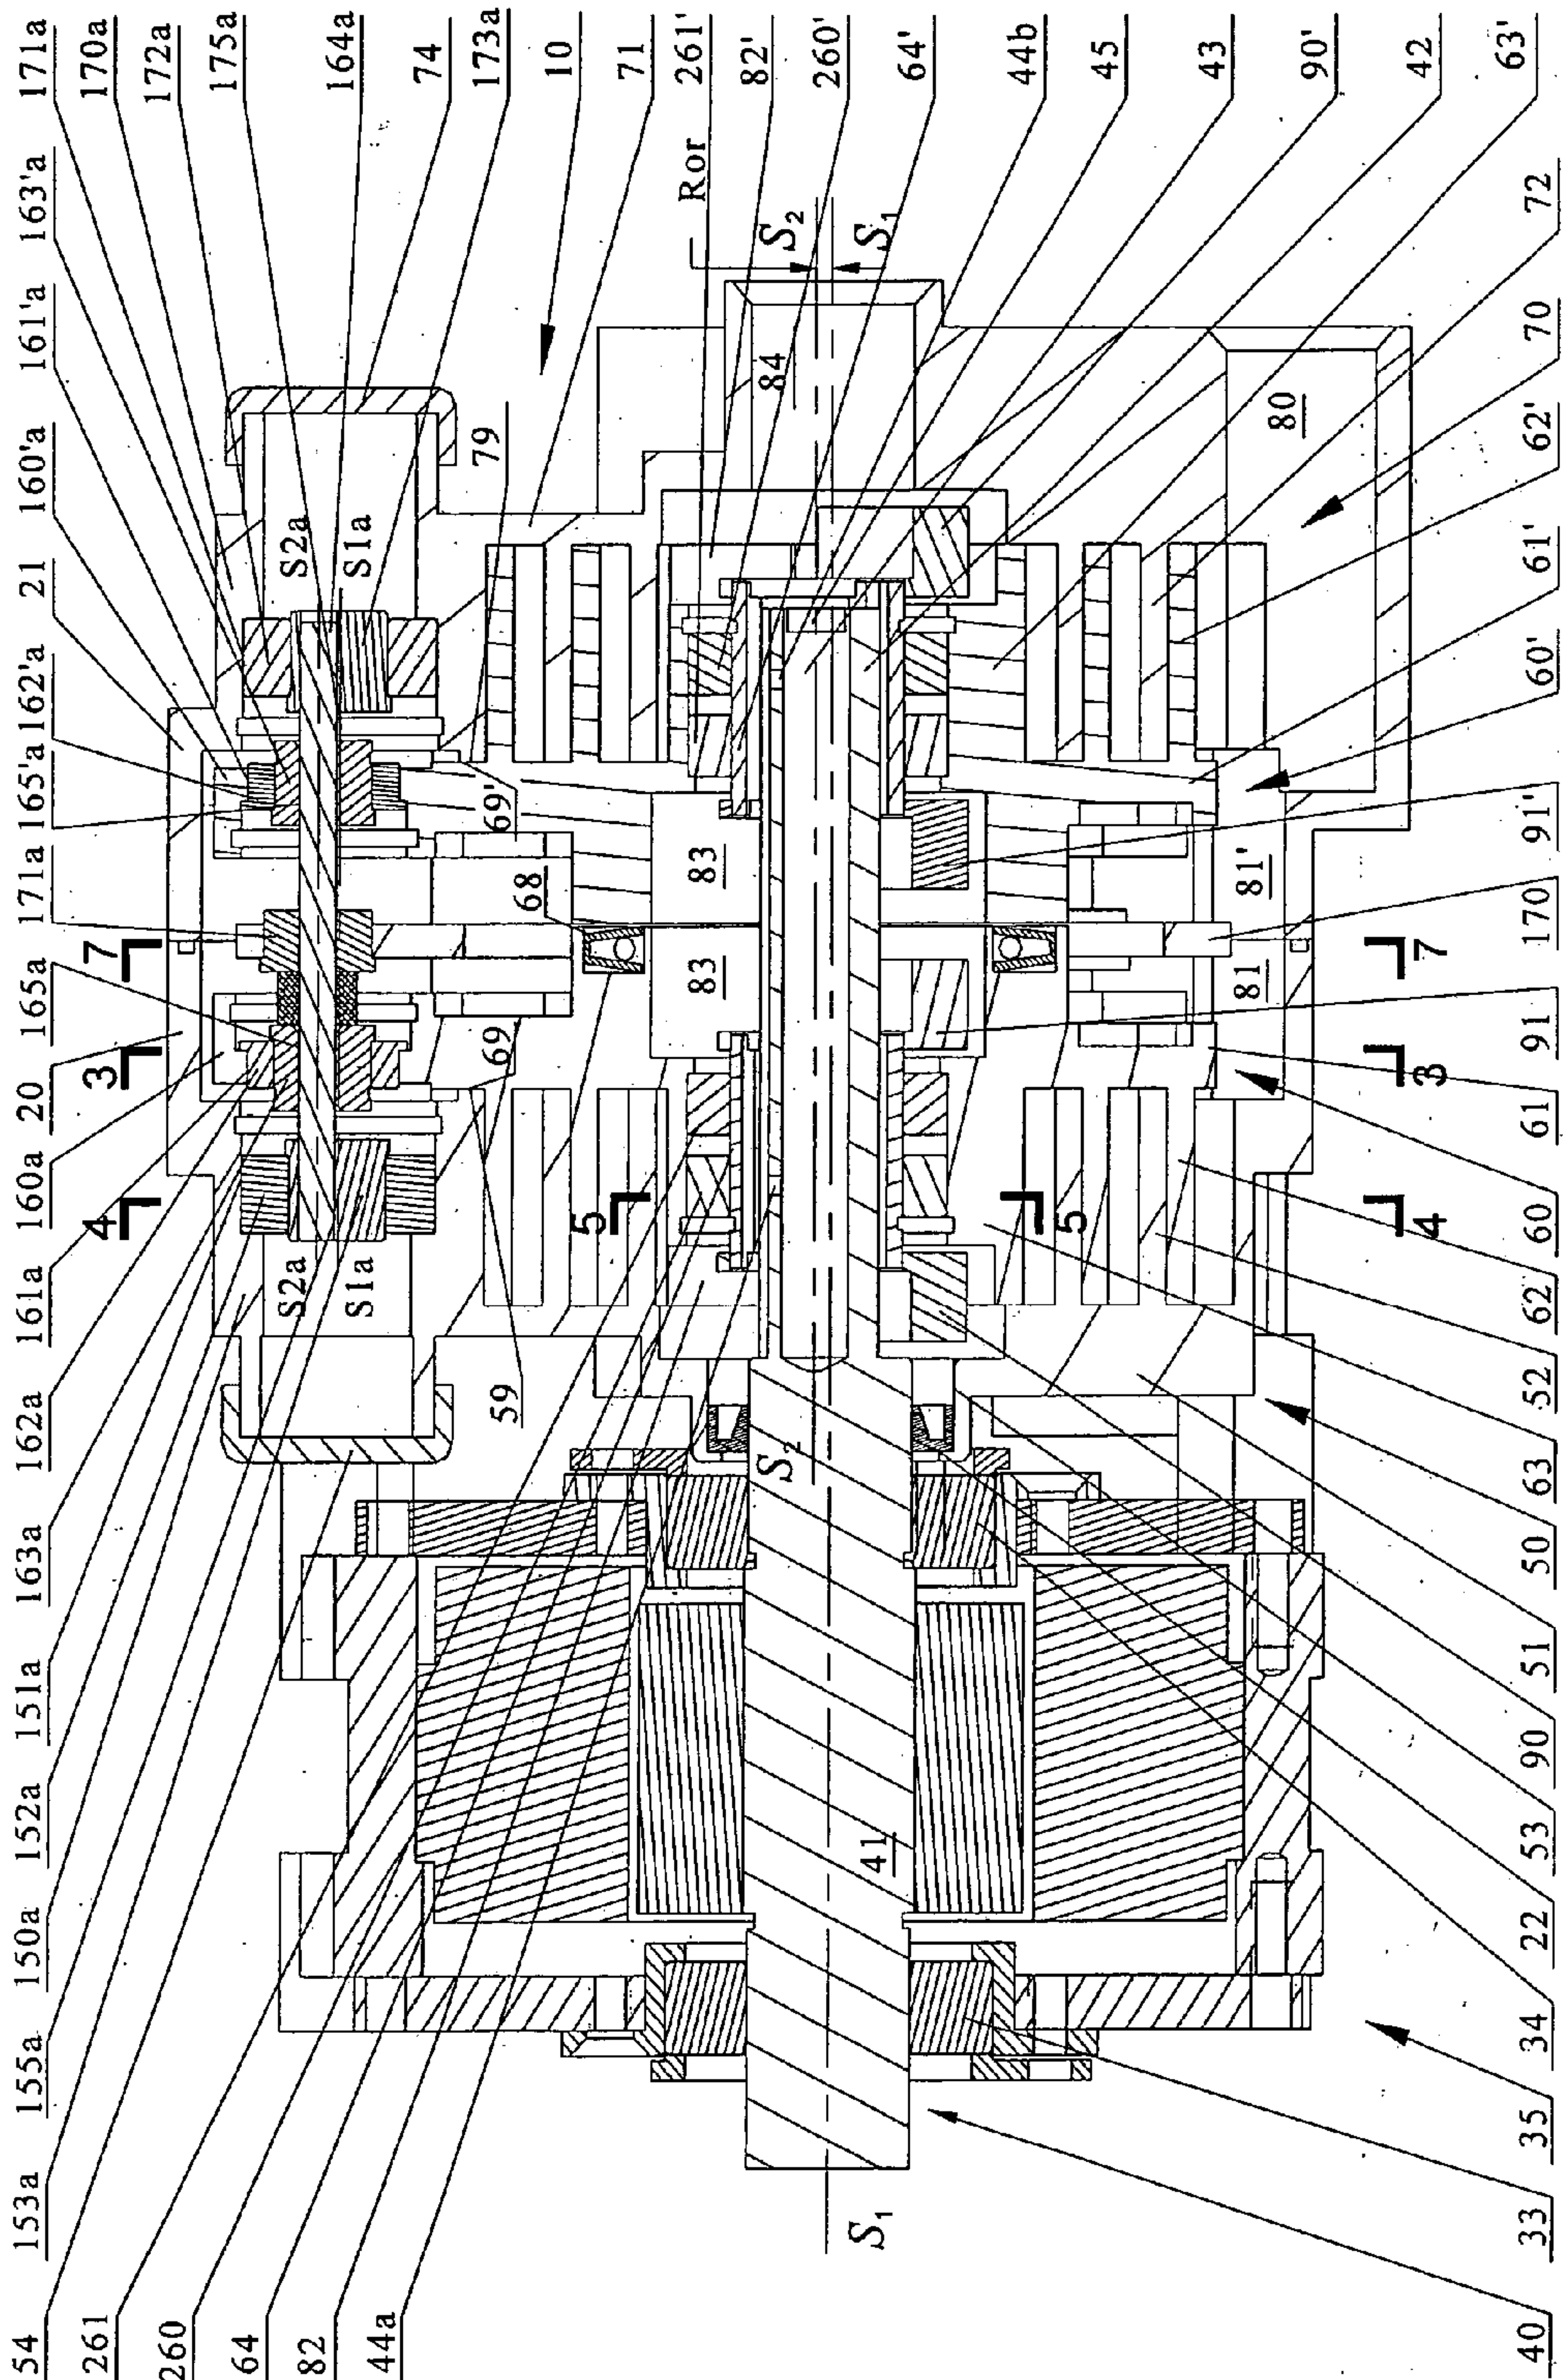 171a
170a
172a
175a
164a
74
173a
10
71
261'
82'
260'
64'
44b
45
43
90'
42
63'
163'a
161'a
160'a
21
162'a
165'a
171a
165a
20
160a
161a
162a
163a
151a
152a
150a
155a
153a
54
261
260
64
82
44a
Ror
S₂
S₁
84
80
79
S2a
S1a
69'
68
83
83
81'
81
7
7
3
3
69
4
4
5
5
S2a
S1a
59
S₂
41
S₁
72
70
62'
61'
60'
91'
170
91
61
60
62
52
63
50
51
90
53
22
34
35
33
40